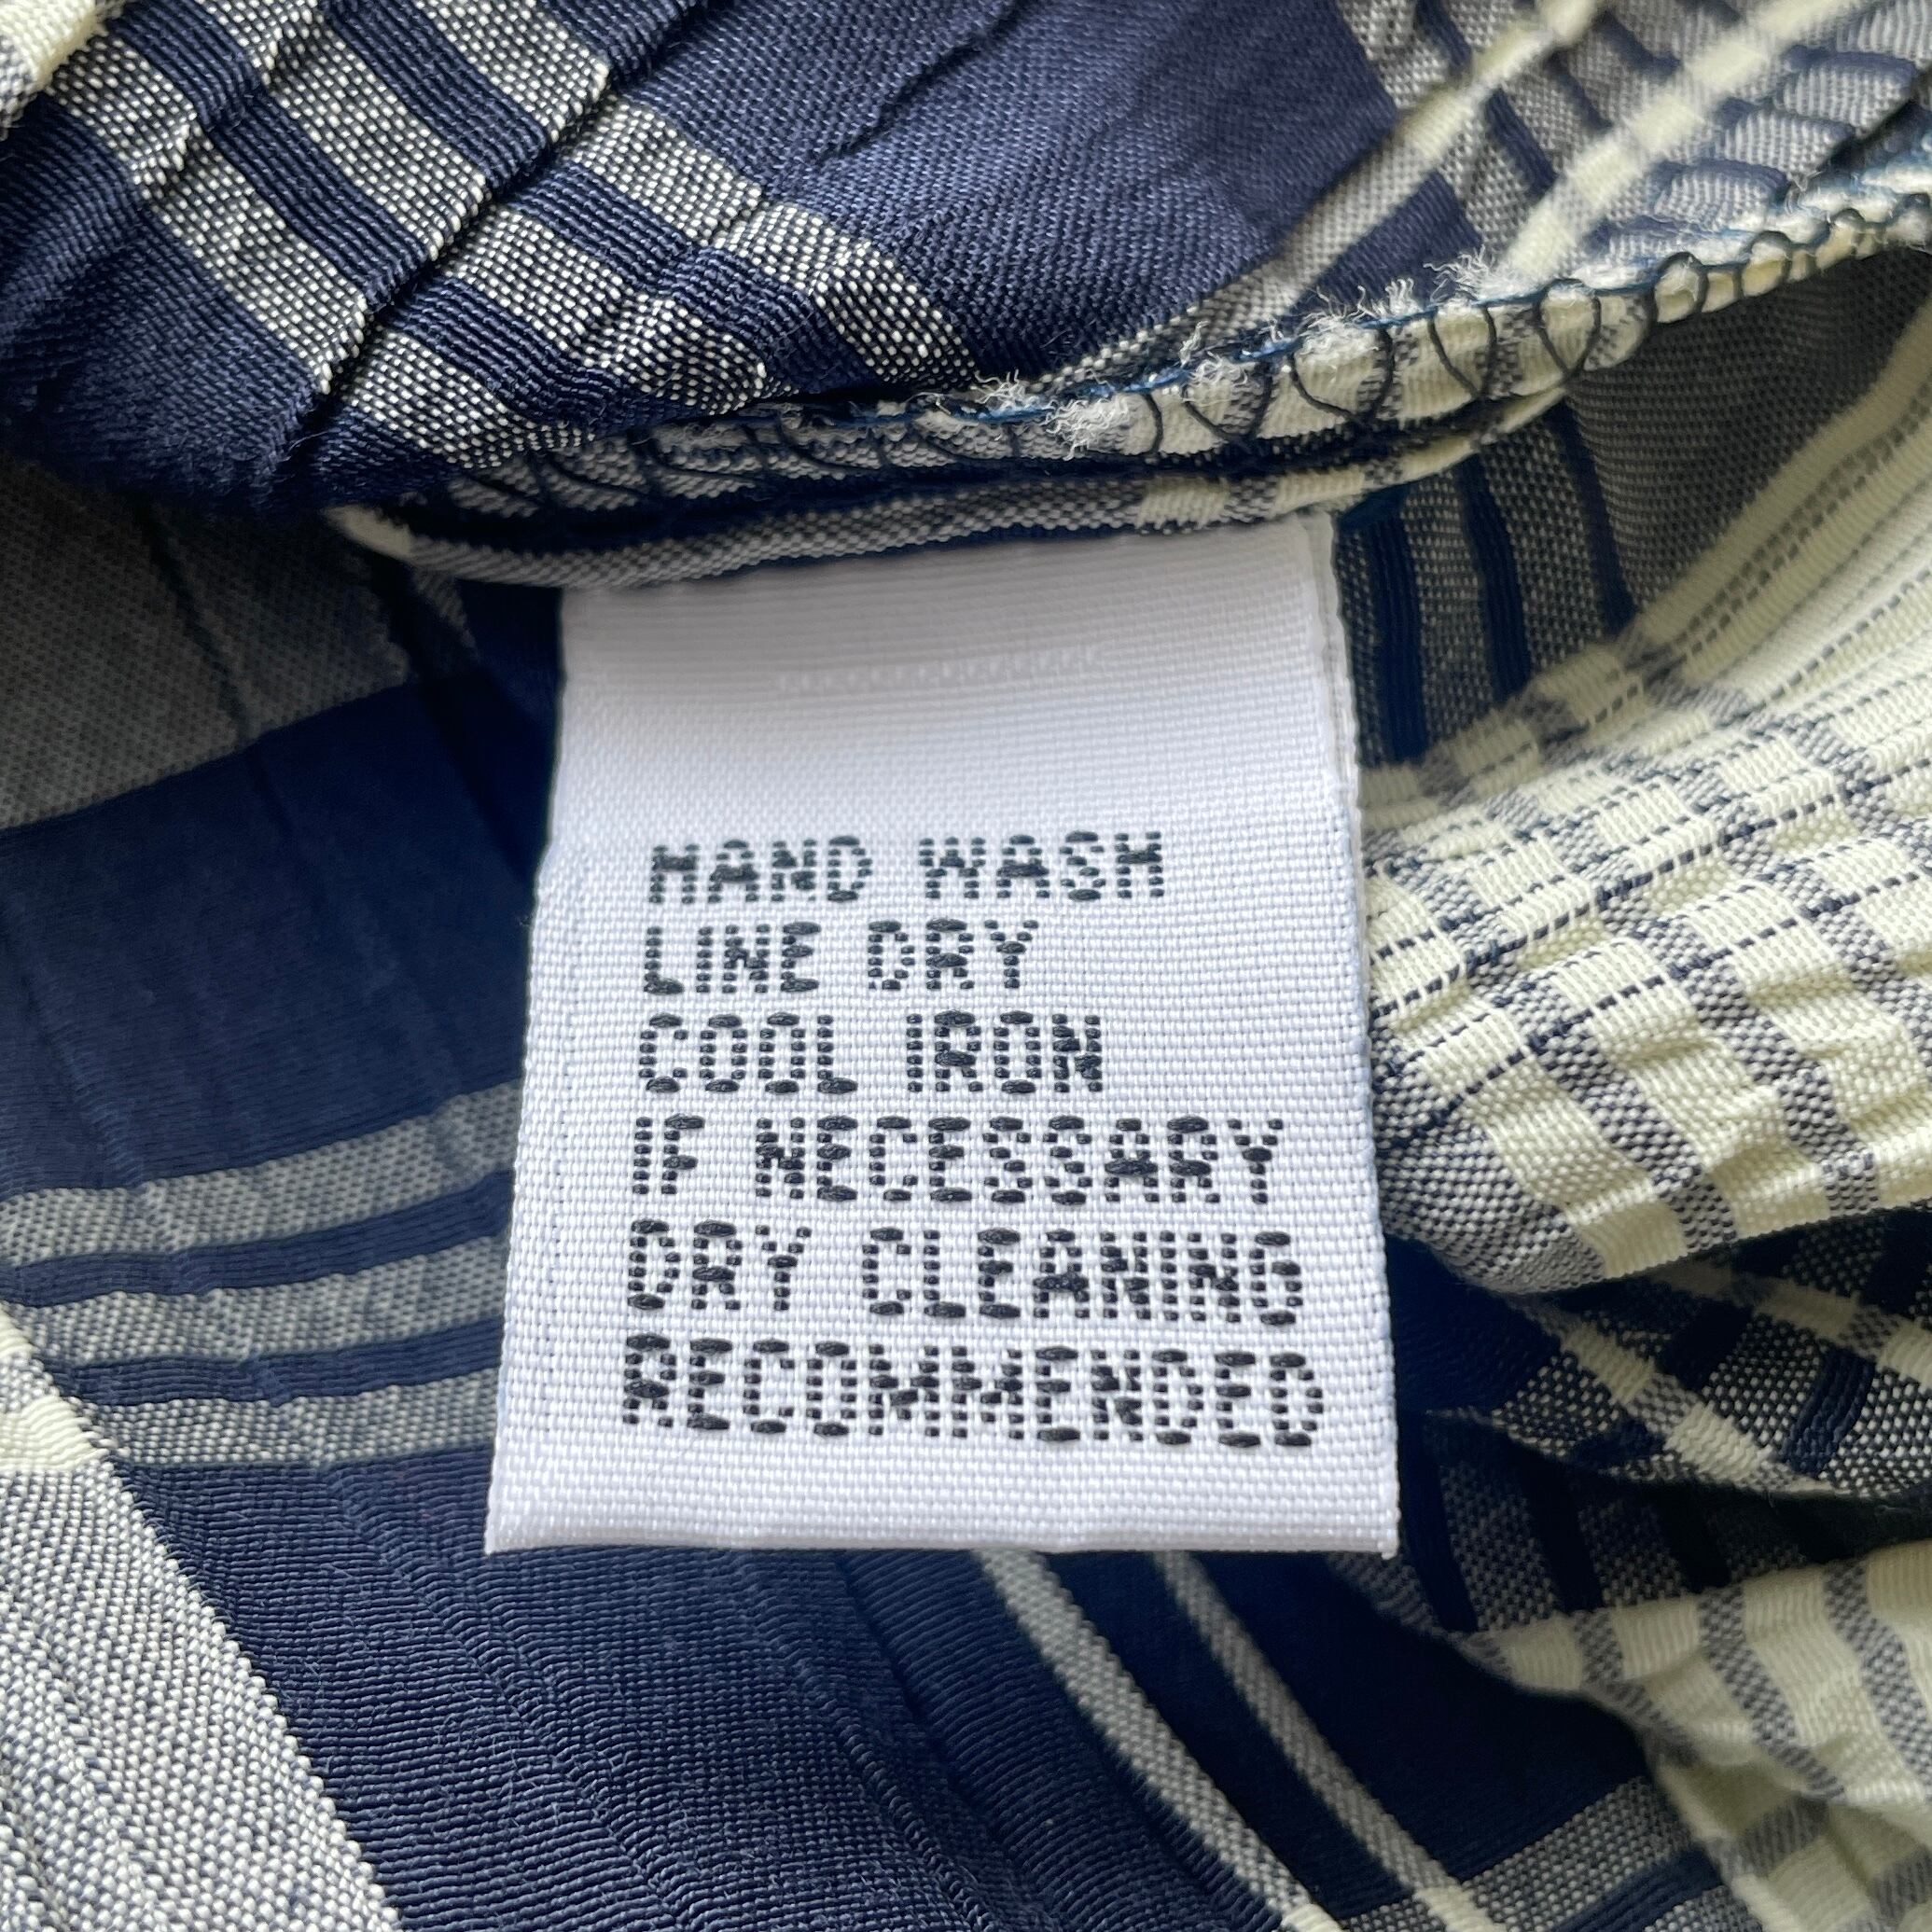 HAND WASH
LINE DRY
COOL IRON
IF NECESSARY
DRY CLEANING
RECOMMENDED